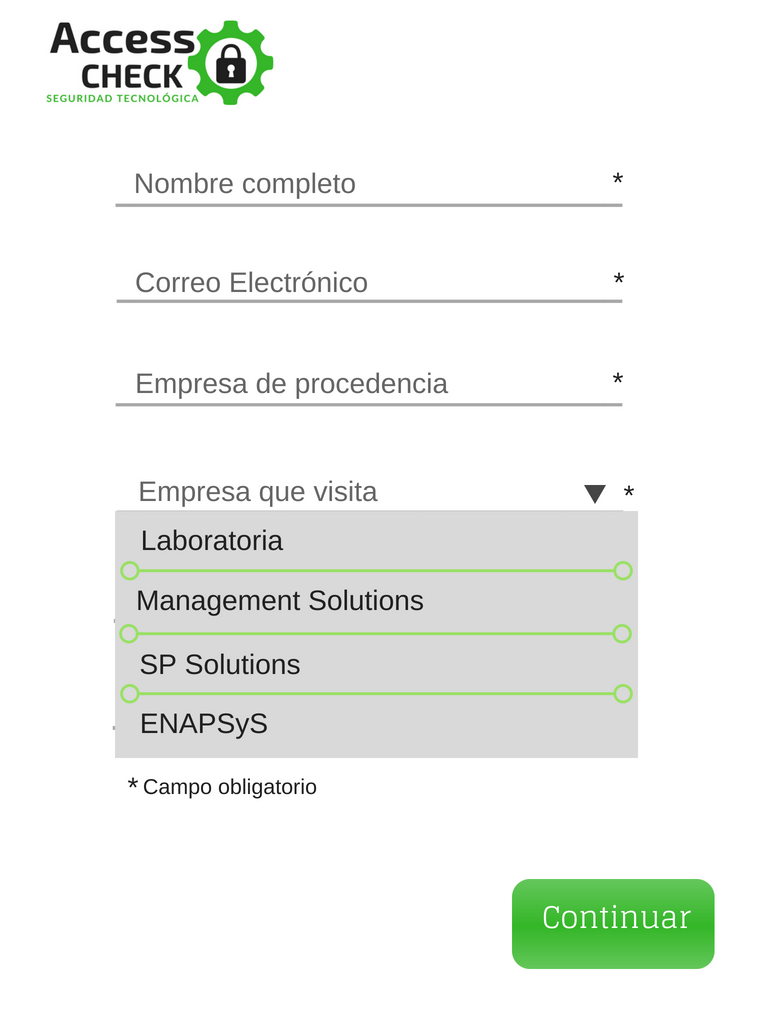 Access
CHECK
SEGURIDAD TECNOLÓGICA
Nombre completo *
Correo Electrónico *
Empresa de procedencia *
Empresa que visita ▼ *
Laboratoria
Management Solutions
SP Solutions
ENAPSyS
* Campo obligatorio
Continuar